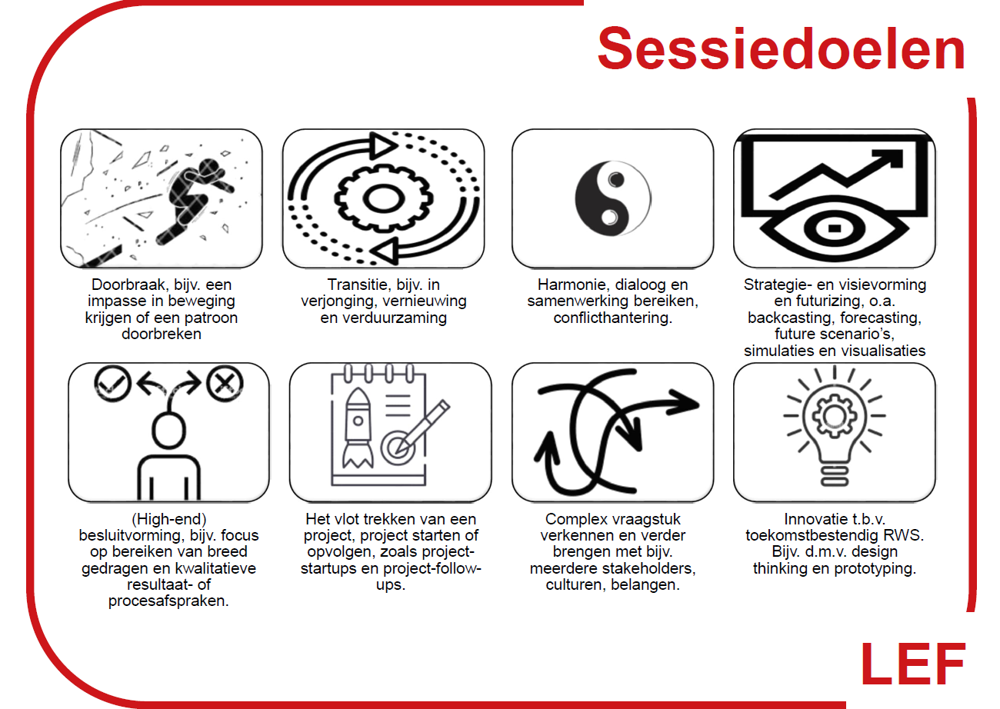 Sessiedoelen
Doorbraak, bijv. een
impasse in beweging
krijgen of een patroon
doorbreken
Transitie, bijv. in
verjonging, vernieuwing
en verduurzaming
Harmonie, dialoog en
samenwerking bereiken,
conflicthantering.
Strategie- en visievorming
en futurizing, o.a.
backcasting, forecasting,
future scenario’s,
simulaties en visualisaties
(High-end)
besluitvorming, bijv. focus
op bereiken van breed
gedragen en kwalitatieve
resultaat- of
procesafspraken.
Het vlot trekken van een
project, project starten of
opvolgen, zoals project-
startups en project-follow-
ups.
Complex vraagstuk
verkennen en verder
brengen met bijv.
meerdere stakeholders,
culturen, belangen.
Innovatie t.b.v.
toekomstbestendig RWS.
Bijv. d.m.v. design
thinking en prototyping.
LEF